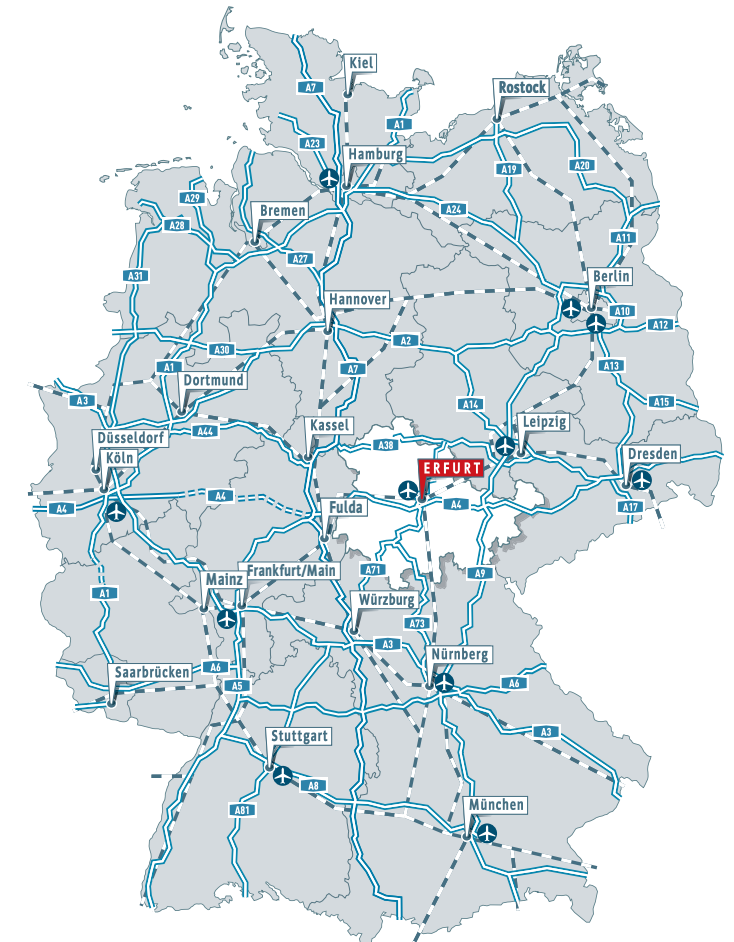 Kiel
A7
Rostock
A1
A23
Hamburg
A20
A19
A29
Bremen
A24
A28
A11
A27
A31
Berlin
Hannover
A10
A12
A2
A30
A1
A7
A13
Dortmund
A3
A14
A15
Leipzig
Kassel
A44
Düsseldorf
A38
Köln
Dresden
ERFURT
A4
A4
A4
Fulda
A17
A71
Frankfurt/Main
A9
Mainz
A1
Würzburg
A73
A3
Nürnberg
A6
Saarbrücken
A5
A6
A3
Stuttgart
A8
München
A81